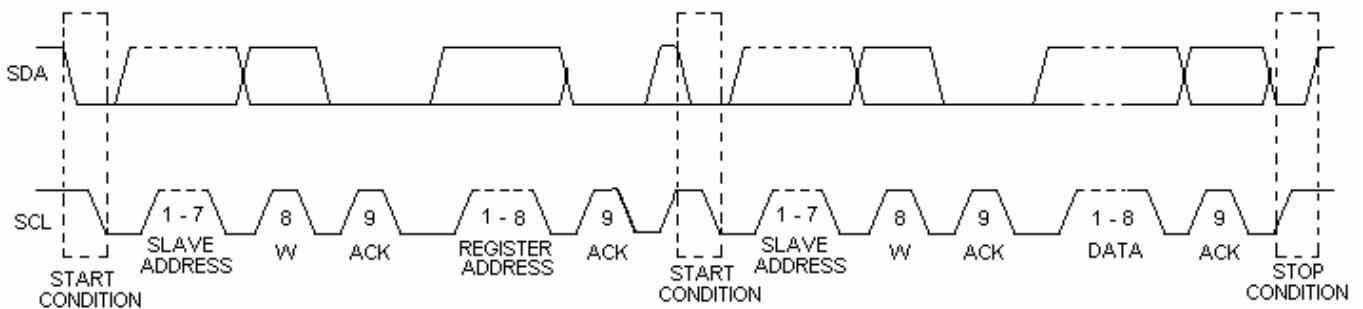 SDA
SCL
1 - 7
8
9
1 - 8
9
1 - 7
8
9
1 - 8
9
SLAVE
ADDRESS
W
ACK
REGISTER
ADDRESS
ACK
SLAVE
ADDRESS
W
ACK
DATA
ACK
START
CONDITION
START
CONDITION
STOP
CONDITION